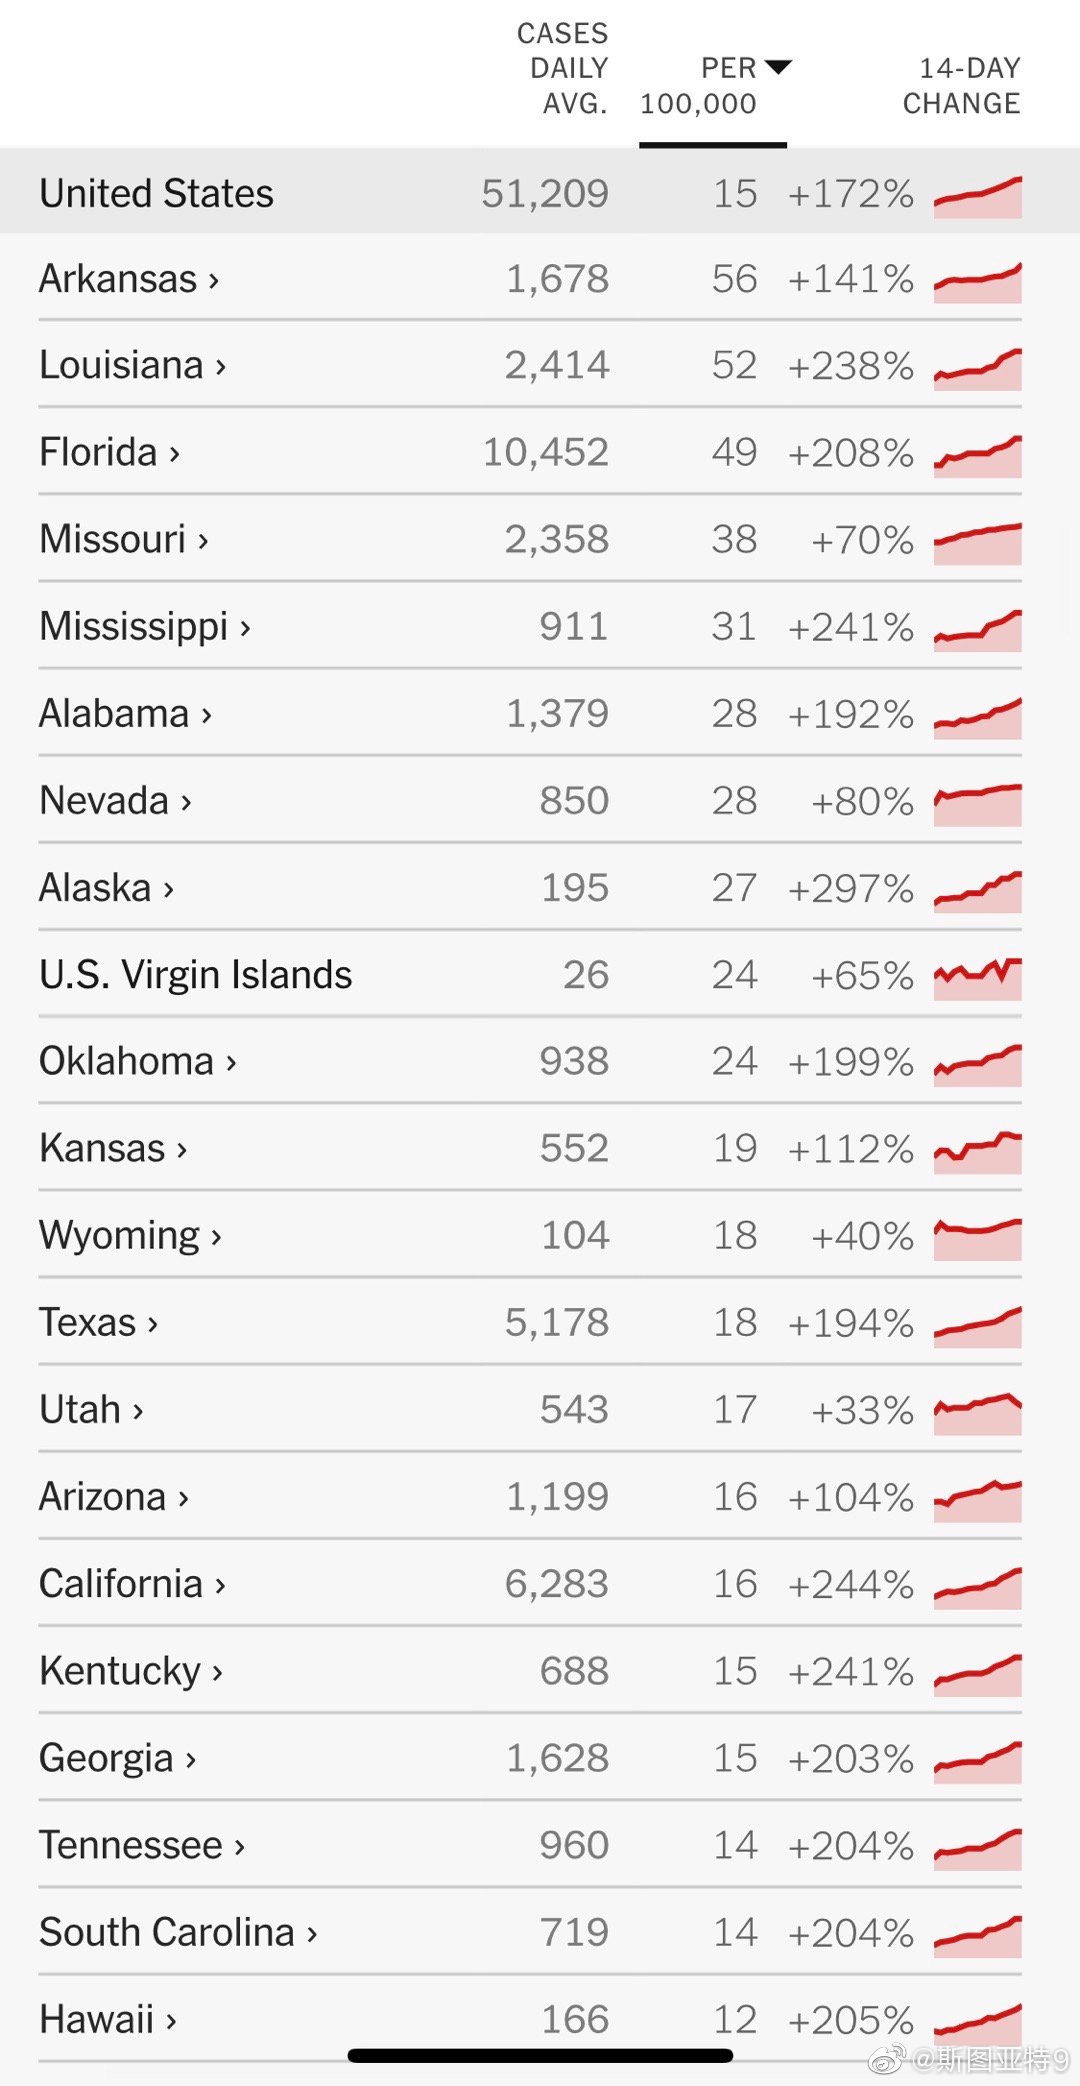 CASES
DAILY
AVG.
PER
100,000
14-DAY
CHANGE
United States 51,209 15 +172%
Arkansas › 1,678 56 +141%
Louisiana › 2,414 52 +238%
Florida › 10,452 49 +208%
Missouri › 2,358 38 +70%
Mississippi › 911 31 +241%
Alabama › 1,379 28 +192%
Nevada › 850 28 +80%
Alaska › 195 27 +297%
U.S. Virgin Islands 26 24 +65%
Oklahoma › 938 24 +199%
Kansas › 552 19 +112%
Wyoming › 104 18 +40%
Texas › 5,178 18 +194%
Utah › 543 17 +33%
Arizona › 1,199 16 +104%
California › 6,283 16 +244%
Kentucky › 688 15 +241%
Georgia › 1,628 15 +203%
Tennessee › 960 14 +204%
South Carolina › 719 14 +204%
Hawaii › 166 12 +205%
@斯图亚特9